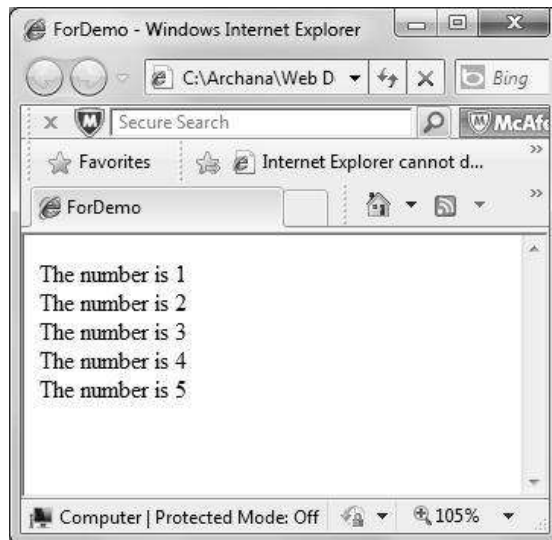 ForDemo - Windows Internet Explorer
C:\Archana\Web D
Bing
Secure Search
McAfe
Favorites
Internet Explorer cannot d...
ForDemo
The number is 1
The number is 2
The number is 3
The number is 4
The number is 5
Computer | Protected Mode: Off
105%